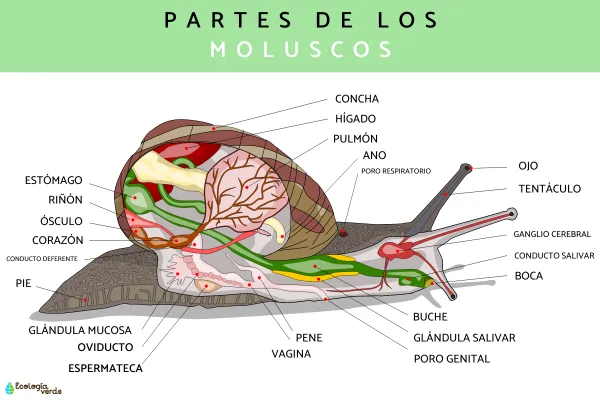 PARTES DE LOS
MOLUSCOS
CONCHA
HÍGADO
PULMÓN
ANO
PORO RESPIRATORIO
OJO
TENTÁCULO
GANGLIO CEREBRAL
CONDUCTO SALIVAR
BOCA
ESTÓMAGO
RIÑÓN
ÓSCULO
CORAZÓN
CONDUCTO DEFERENTE
PIE
GLÁNDULA MUCOSA
OVIDUCTO
ESPERMATECA
PENE
VAGINA
BUCHE
GLÁNDULA SALIVAR
PORO GENITAL
Ecología
verde